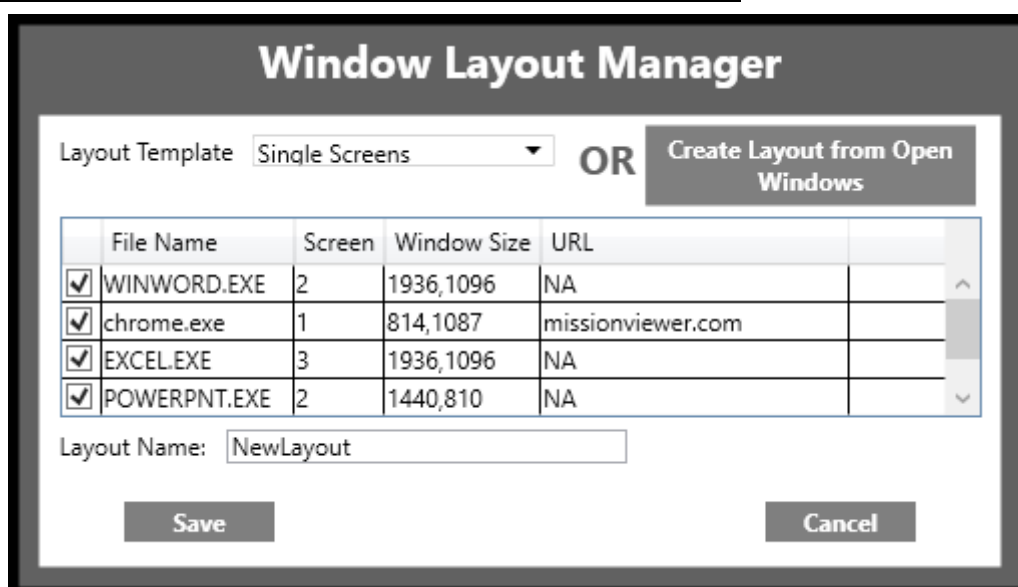 Window Layout Manager
Layout Template Single Screens OR Create Layout from Open
Windows
File Name Screen Window Size URL
WINWORD.EXE 2 1936,1096 NA
chrome.exe 1 814,1087 missionviewer.com
EXCEL.EXE 3 1936,1096 NA
POWERPNT.EXE 2 1440,810 NA
Layout Name: NewLayout
Save Cancel